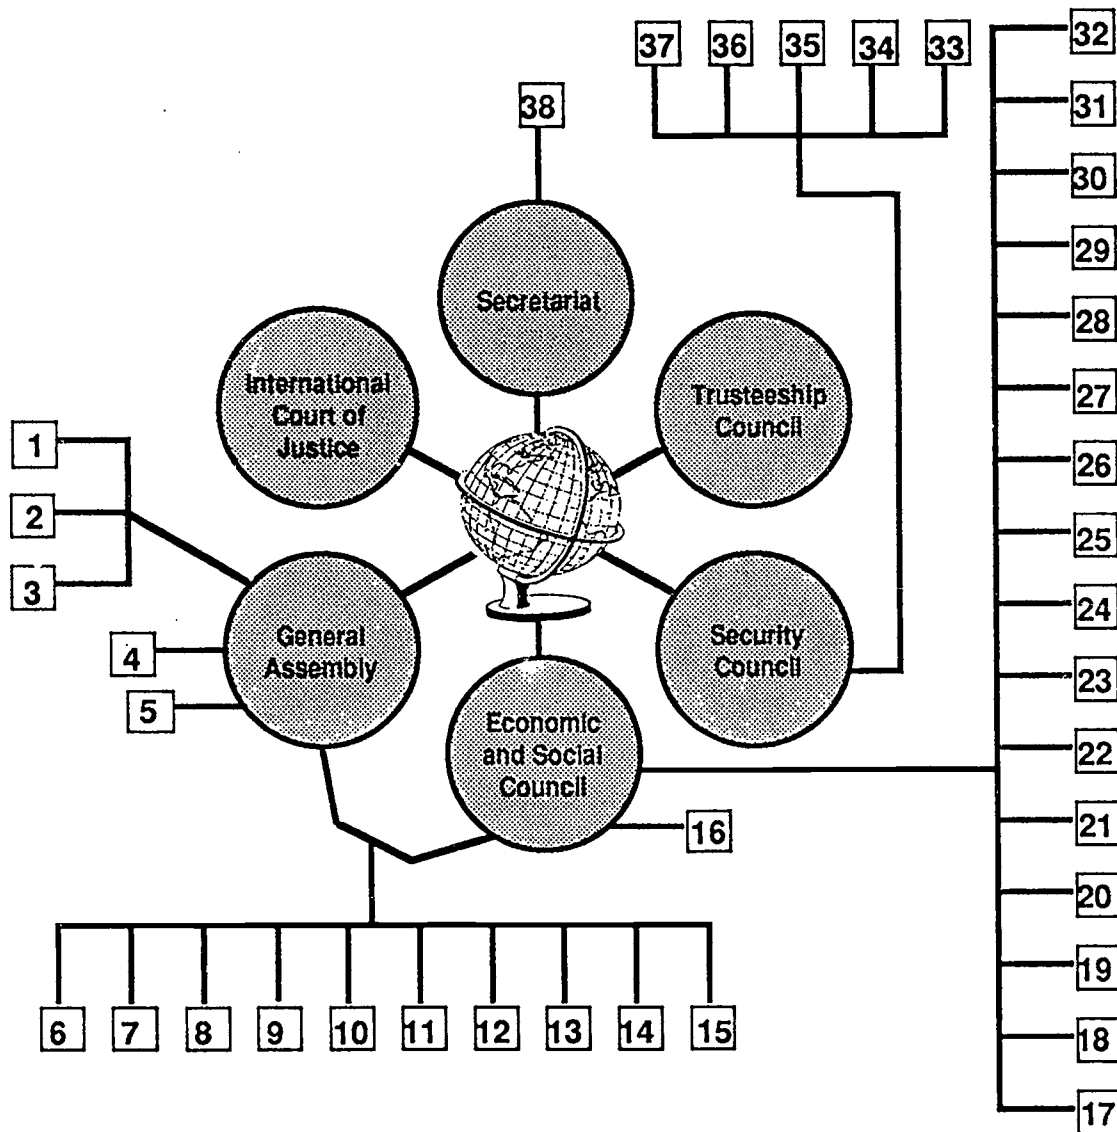 32
37
36
35
34
33
31
38
30
29
Secretariat
28
International
Court of
Justice
Trusteeship
Council
27
1
26
2
25
3
24
General
Assembly
Security
Council
4
23
5
Economic
and Social
Council
22
16
21
20
19
6
7
8
9
10
11
12
13
14
15
18
17